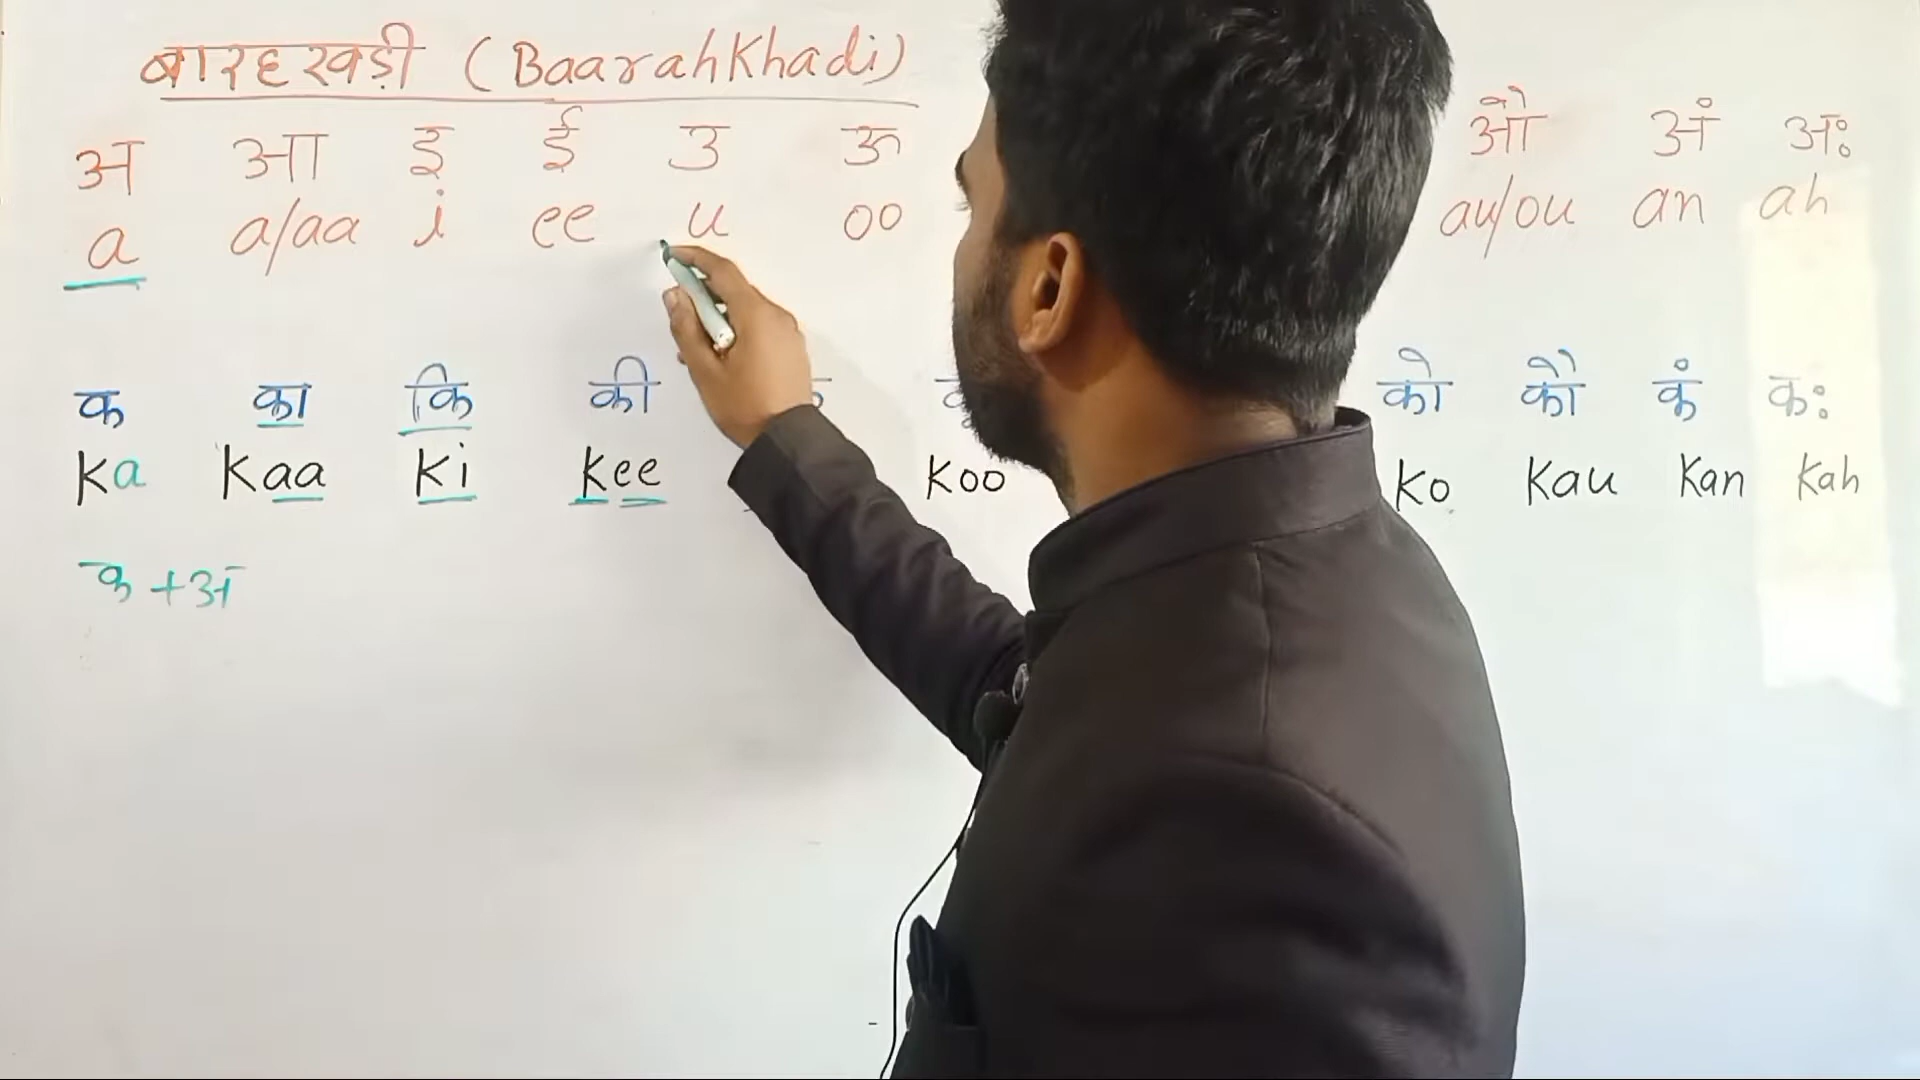 बारहखड़ी (Baarahkhadi)
अ आ इ ई उ ऊ औ अं अः
a a/aa i ee u oo au/ou an ah
क का कि की को कौ कं कः
Ka Kaa Ki Kee Koo Ko Kau Kan Kah
क + अ